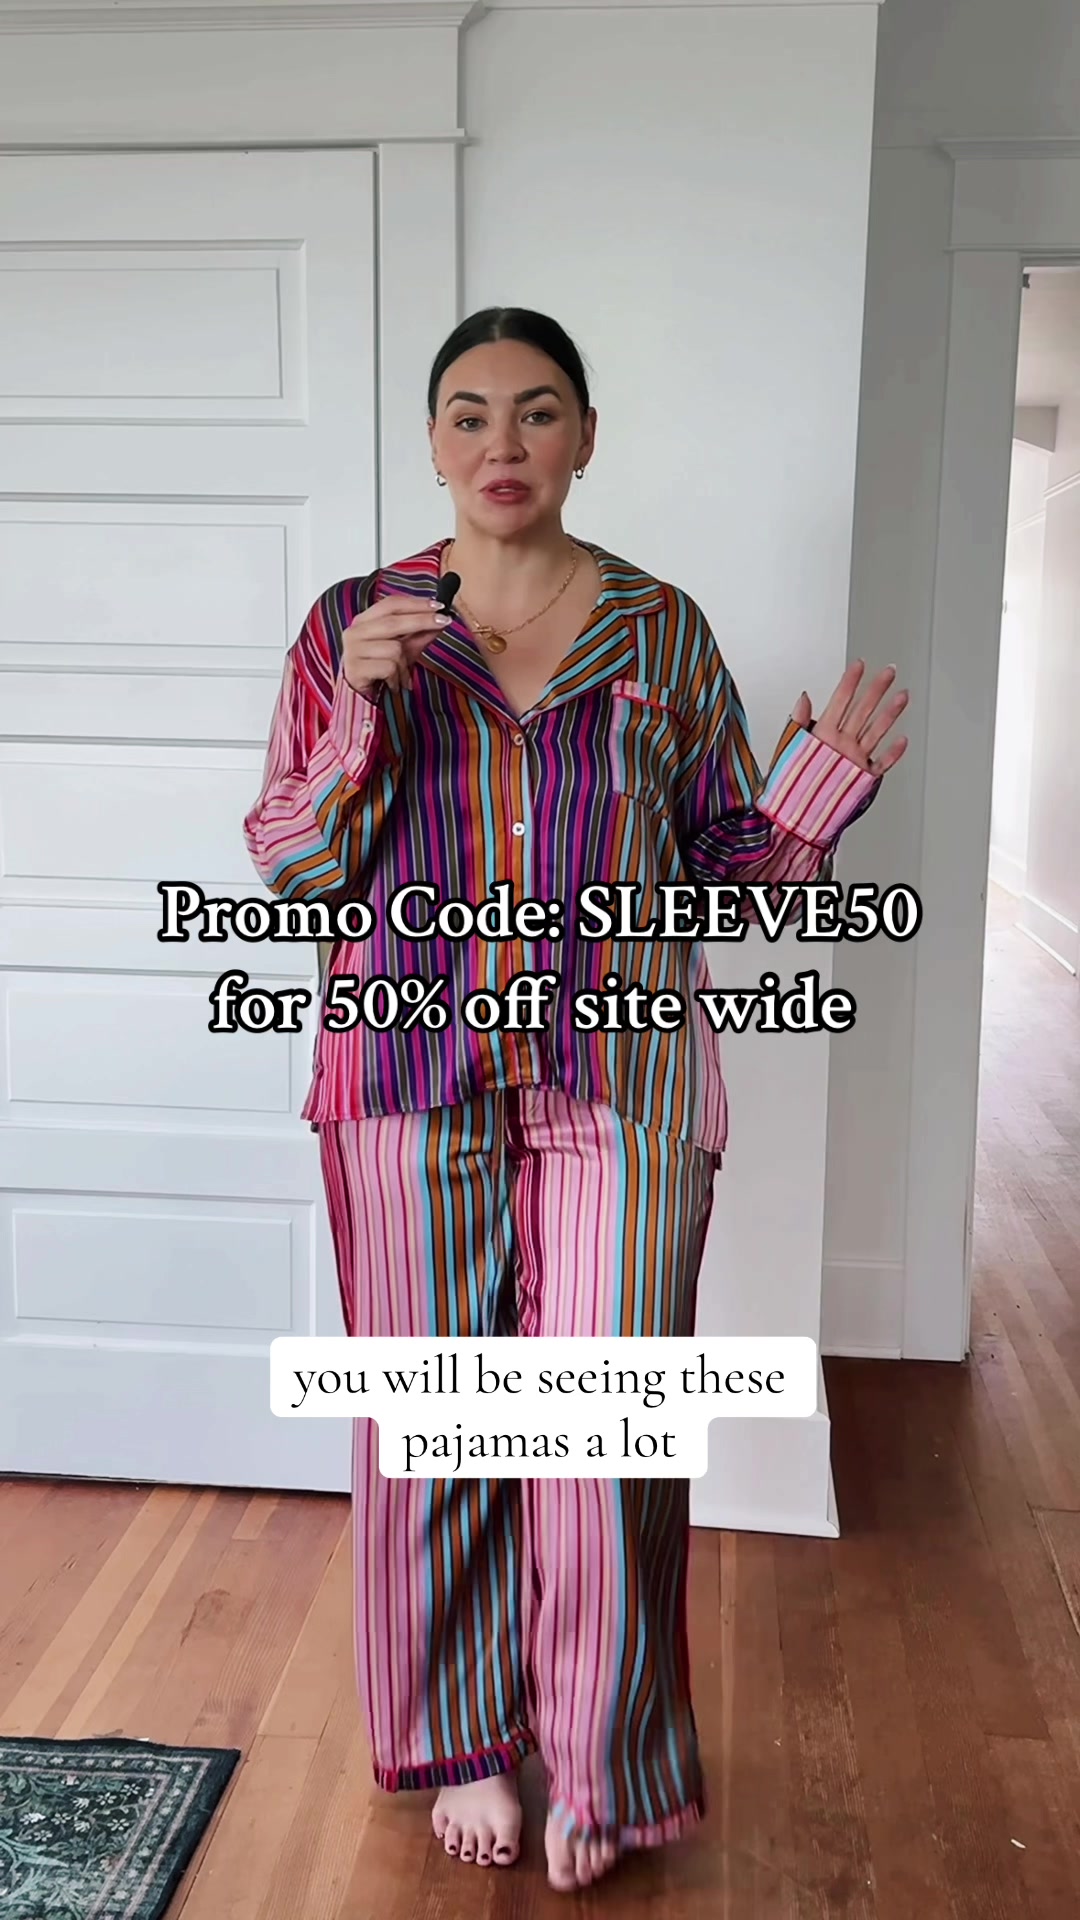 Promo Code: SLEEVE50
for 50% off site wide
you will be seeing these
pajamas a lot